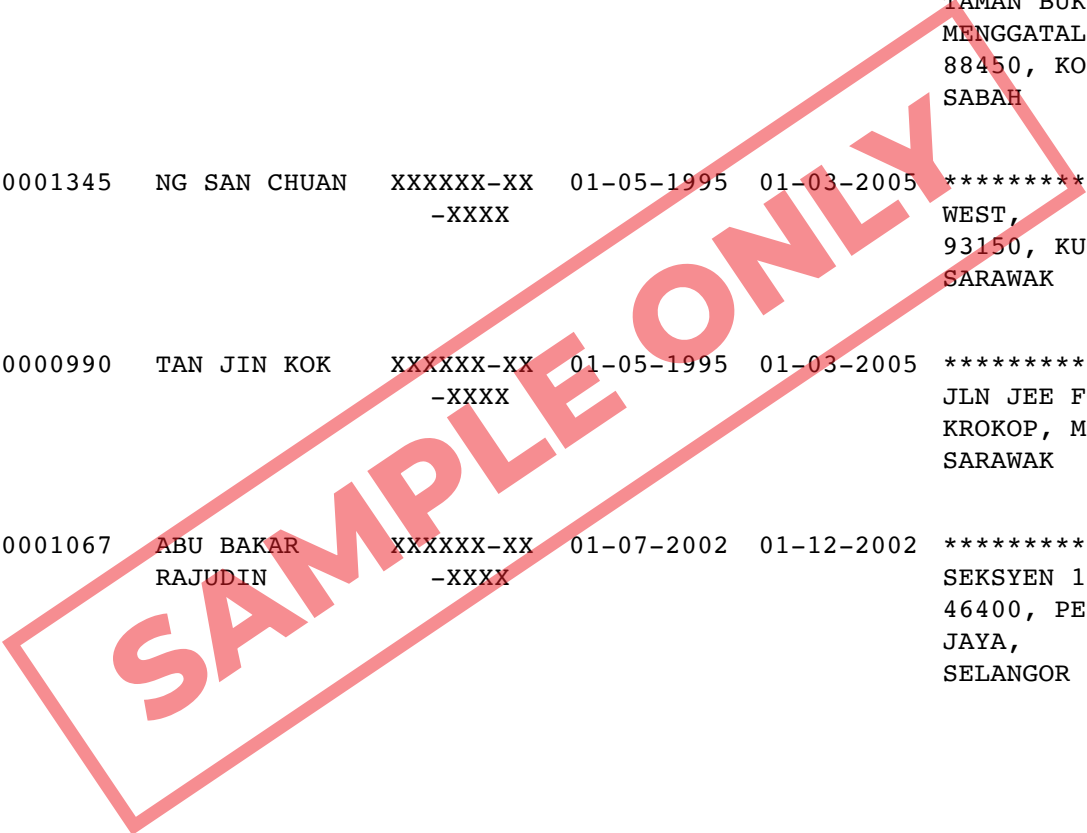 TAMAN BUK
MENGGATAL
88450, KO
SABAH
0001345 NG SAN CHUAN XXXXXX-XX 01-05-1995 01-03-2005 *********
-XXXX WEST,
93150, KU
SARAWAK
0000990 TAN JIN KOK XXXXXX-XX 01-05-1995 01-03-2005 *********
-XXXX JLN JEE F
KROKOP, M
SARAWAK
0001067 ABU BAKAR XXXXXX-XX 01-07-2002 01-12-2002 *********
RAJUDIN -XXXX SEKSYEN 1
46400, PE
JAYA,
SELANGOR
SAMPLE ONLY